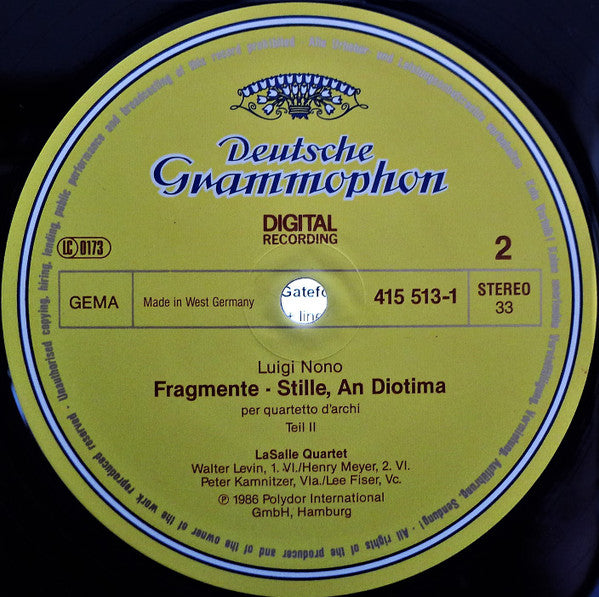 Deutsche
Grammophon
DIGITAL
RECORDING
LC 0173
2
GEMA
Made in West Germany
415 513-1
STEREO
33
Luigi Nono
Fragmente - Stille, An Diotima
per quartetto d'archi
Teil II
LaSalle Quartet
Walter Levin, 1. Vl./Henry Meyer, 2. Vl.
Peter Kamnitzer, Vla./Lee Fiser, Vc.
℗ 1986 Polydor International
GmbH, Hamburg
All rights of the producer and of the owner of the work reproduced reserved - Unauthorised copying, hiring, lending, public performance and broadcasting of this record prohibited -